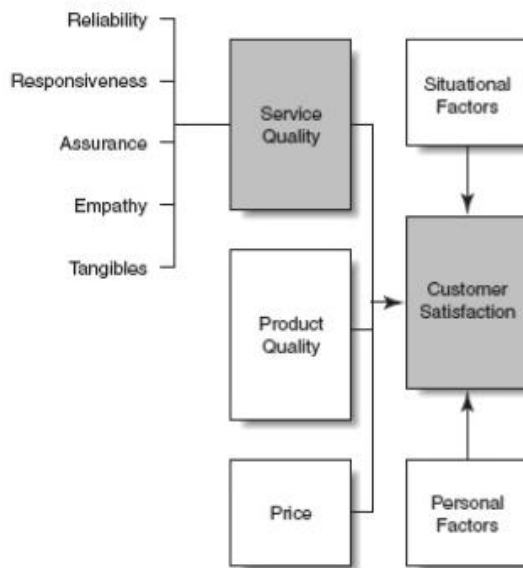 Reliability
Responsiveness
Assurance
Empathy
Tangibles
Service
Quality
Product
Quality
Price
Situational
Factors
Customer
Satisfaction
Personal
Factors